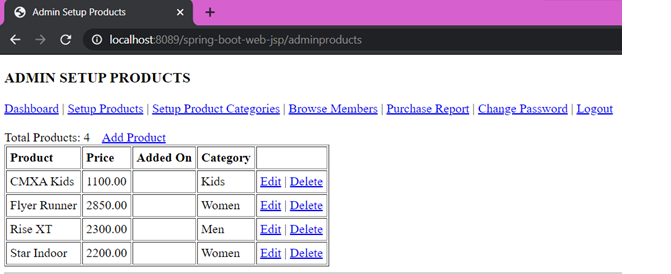 Admin Setup Products
localhost:8089/spring-boot-web-jsp/adminproducts
ADMIN SETUP PRODUCTS
Dashboard | Setup Products | Setup Product Categories | Browse Members | Purchase Report | Change Password | Logout
Total Products: 4 Add Product
Product Price Added On Category
CMXA Kids 1100.00 Kids Edit | Delete
Flyer Runner 2850.00 Women Edit | Delete
Rise XT 2300.00 Men Edit | Delete
Star Indoor 2200.00 Women Edit | Delete